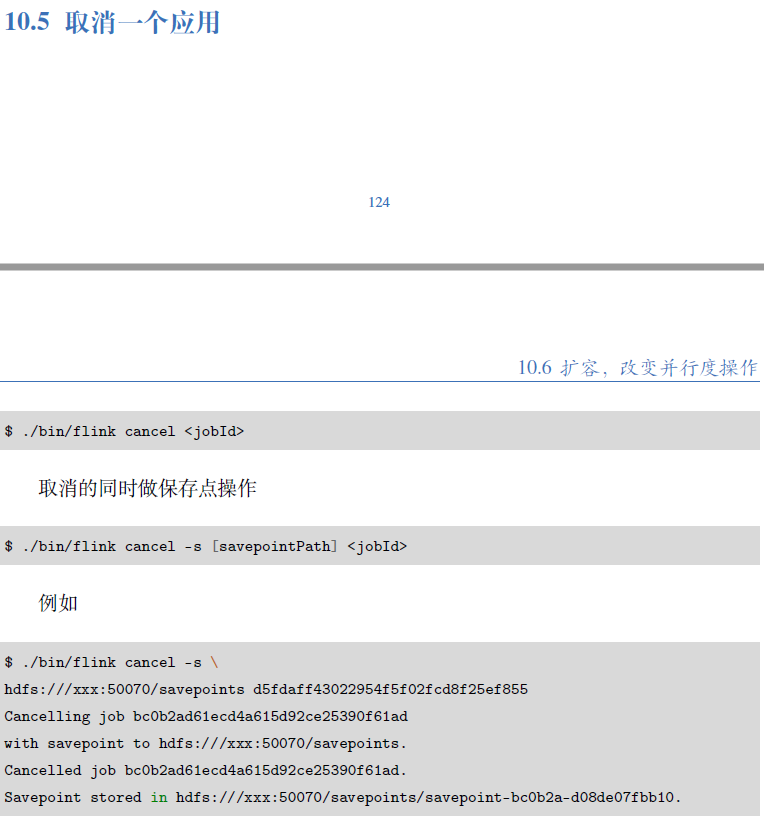 10.5 取消一个应用
124
10.6 扩容，改变并行度操作
$ ./bin/flink cancel <jobId>
取消的同时做保存点操作
$ ./bin/flink cancel -s [savepointPath] <jobId>
例如
$ ./bin/flink cancel -s \
hdfs:///xxx:50070/savepoints d5fdaff43022954f5f02fcd8f25ef855
Cancelling job bc0b2ad61ecd4a615d92ce25390f61ad
with savepoint to hdfs:///xxx:50070/savepoints.
Cancelled job bc0b2ad61ecd4a615d92ce25390f61ad.
Savepoint stored in hdfs:///xxx:50070/savepoints/savepoint-bc0b2a-d08de07fbb10.